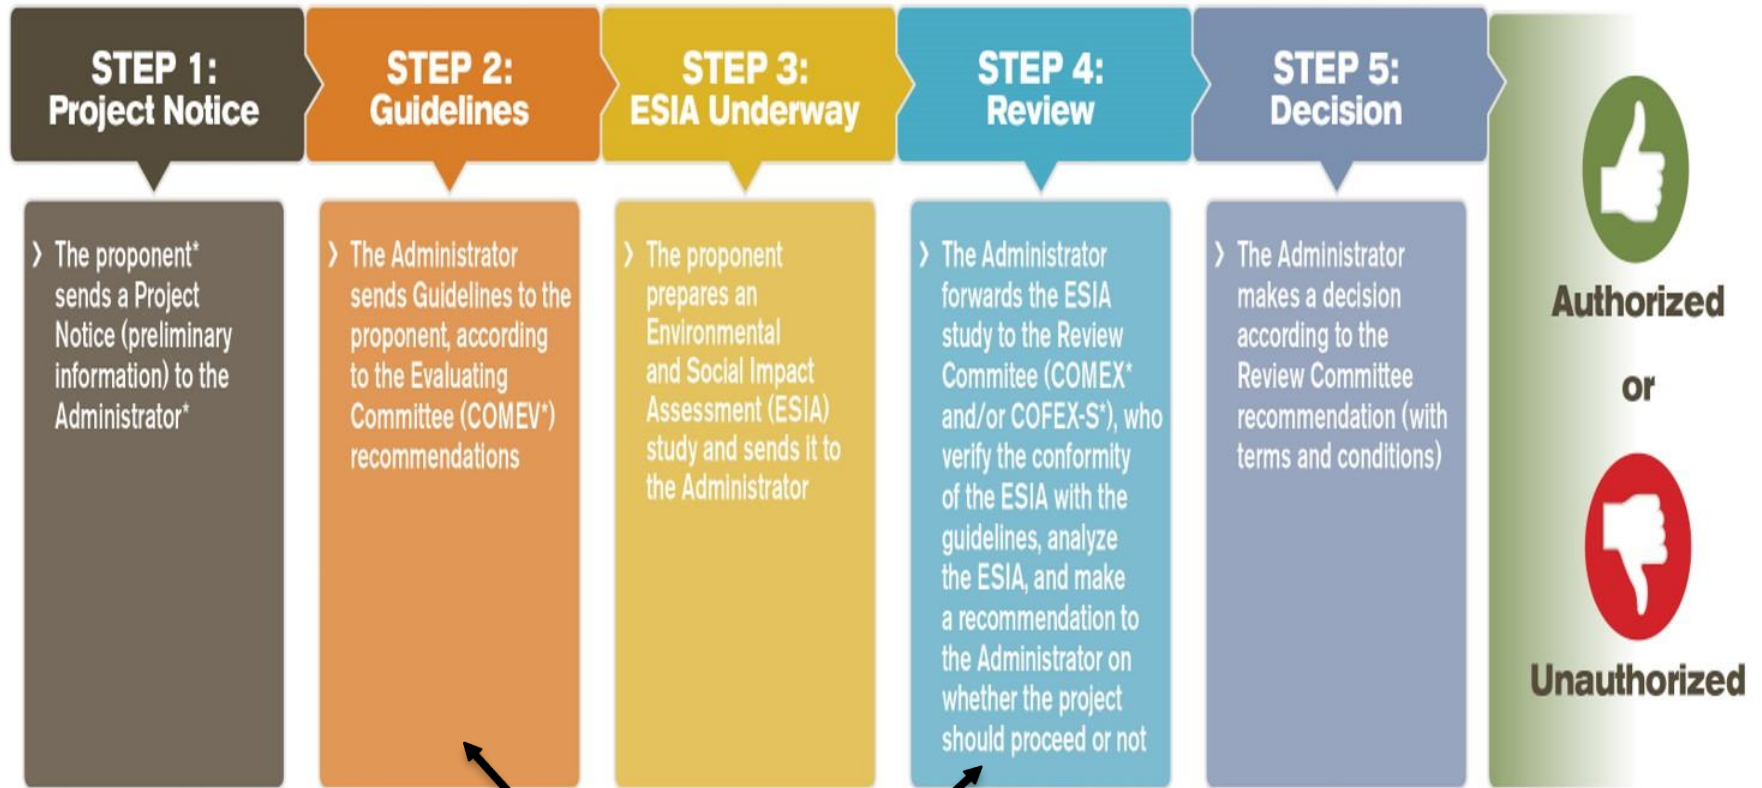 STEP 1:
Project Notice
STEP 2:
Guidelines
STEP 3:
ESIA Underway
STEP 4:
Review
STEP 5:
Decision
› The proponent*
sends a Project
Notice (preliminary
information) to the
Administrator*
› The Administrator
sends Guidelines to the
proponent, according
to the Evaluating
Committee (COMEV*)
recommendations
› The proponent
prepares an
Environmental
and Social Impact
Assessment (ESIA)
study and sends it to
the Administrator
› The Administrator
forwards the ESIA
study to the Review
Commitee (COMEX*
and/or COFEX-S*), who
verify the conformity
of the ESIA with the
guidelines, analyze
the ESIA, and make
a recommendation to
the Administrator on
whether the project
should proceed or not
› The Administrator
makes a decision
according to the
Review Committee
recommendation (with
terms and conditions)
Authorized
or
Unauthorized